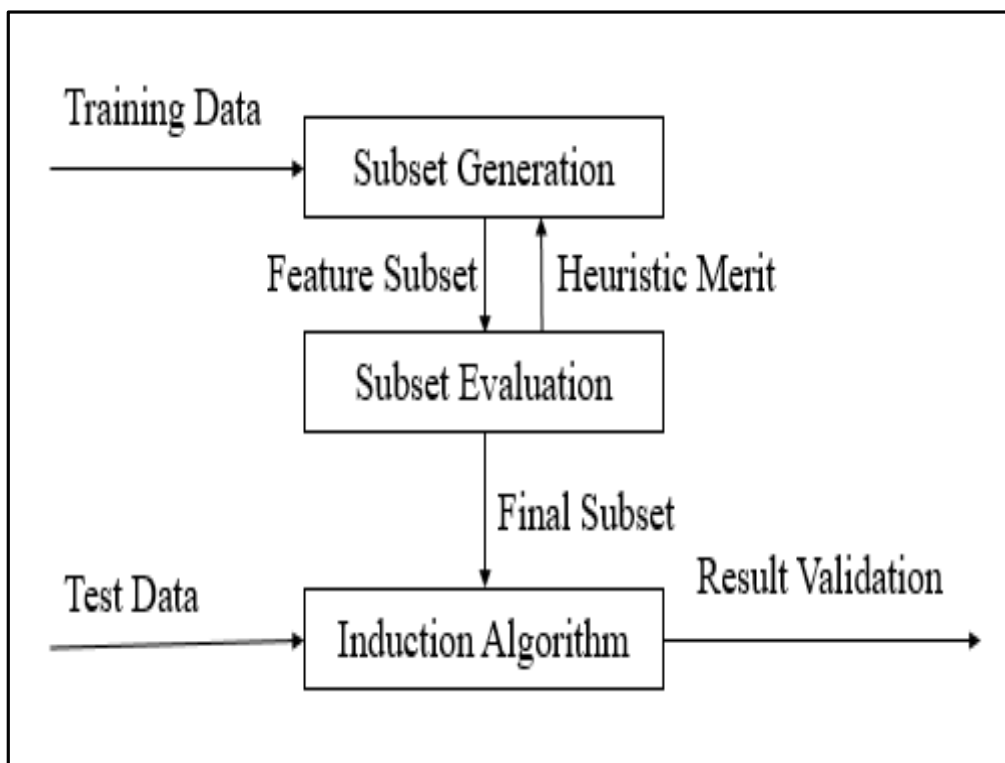 Training Data
Subset Generation
Feature Subset
Heuristic Merit
Subset Evaluation
Final Subset
Test Data
Result Validation
Induction Algorithm